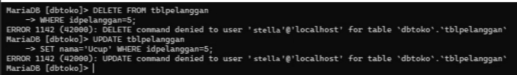 MariaDB [dbtoko]> DELETE FROM tblpelanggan
-> WHERE idpelanggan=5;
ERROR 1142 (42000): DELETE command denied to user 'stella'@'localhost' for table `dbtoko`.`tblpelanggan`
MariaDB [dbtoko]> UPDATE tblpelanggan
-> SET nama='Ucup' WHERE idpelanggan=5;
ERROR 1142 (42000): UPDATE command denied to user 'stella'@'localhost' for table `dbtoko`.`tblpelanggan`
MariaDB [dbtoko]>